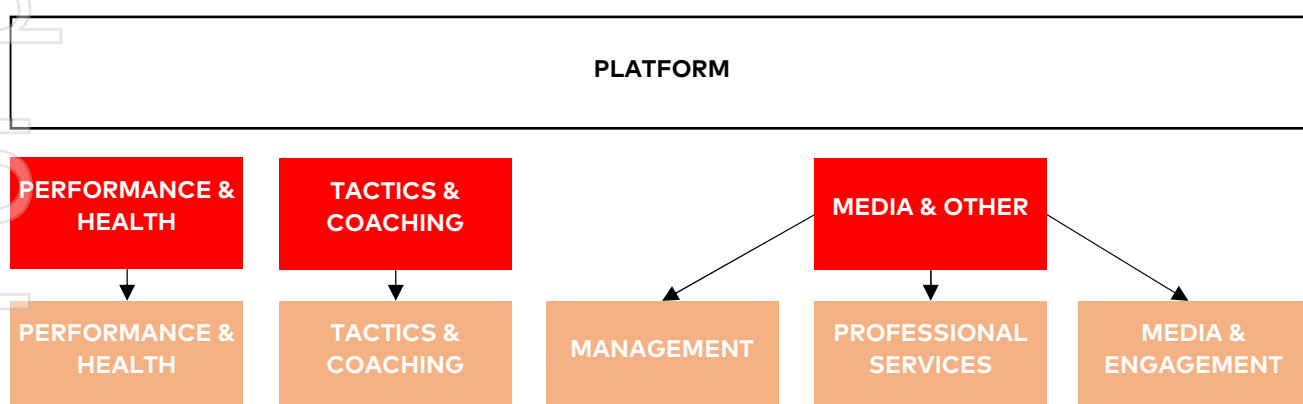 PLATFORM
PERFORMANCE &
HEALTH
TACTICS &
COACHING
MEDIA & OTHER
PERFORMANCE &
HEALTH
TACTICS &
COACHING
MANAGEMENT
PROFESSIONAL
SERVICES
MEDIA &
ENGAGEMENT